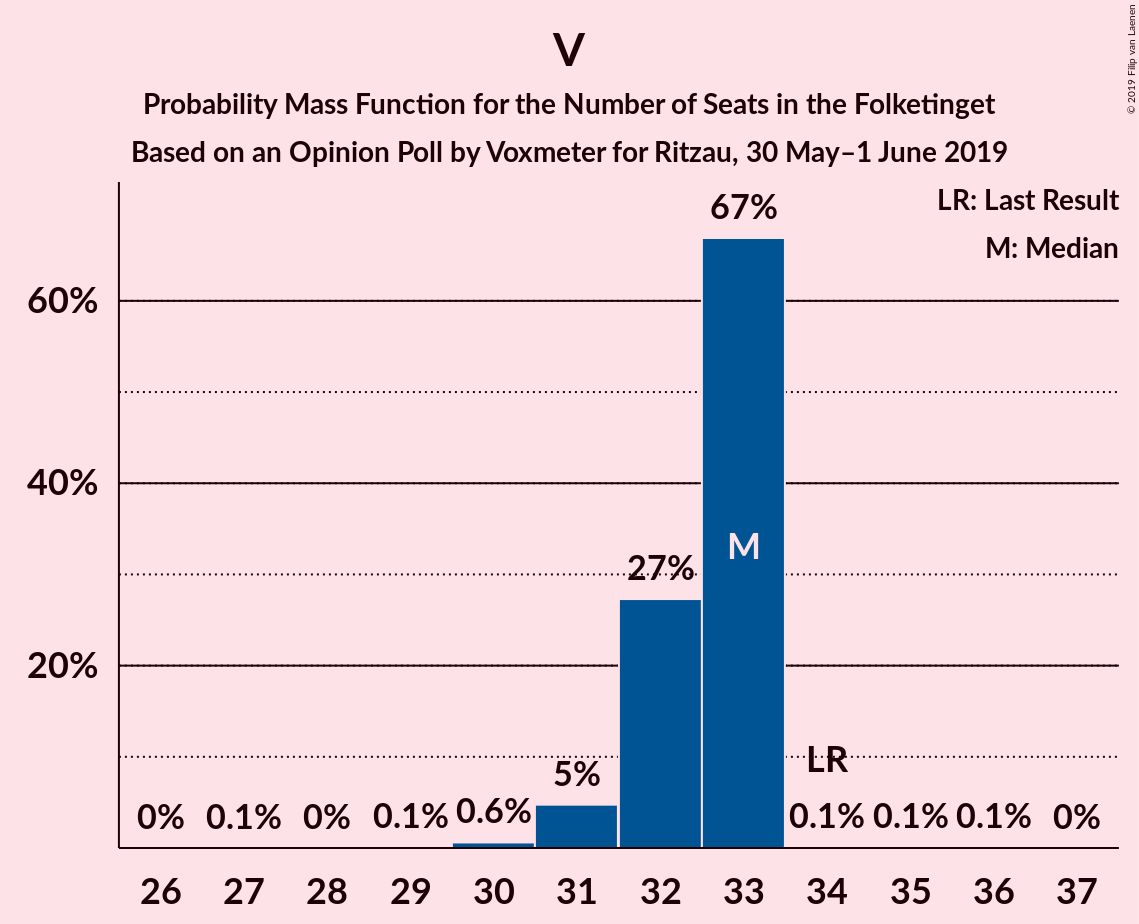 V
Probability Mass Function for the Number of Seats in the Folketinget
Based on an Opinion Poll by Voxmeter for Ritzau, 30 May–1 June 2019
© 2019 Filip van Laenen
LR: Last Result
M: Median
67%
60%
40%
20%
M
27%
LR
5%
0% 0.1% 0% 0.1% 0.6% 0.1% 0.1% 0.1% 0%
26 27 28 29 30 31 32 33 34 35 36 37